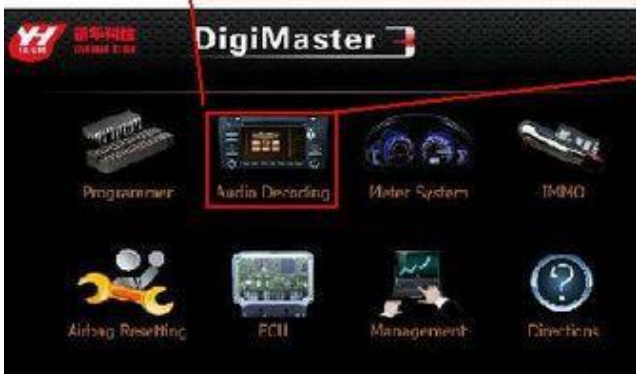 DigiMaster 3
Programmer
Audio Decoding
Meter System
IMMO
Airbag Resetting
ECU
Management
Directions